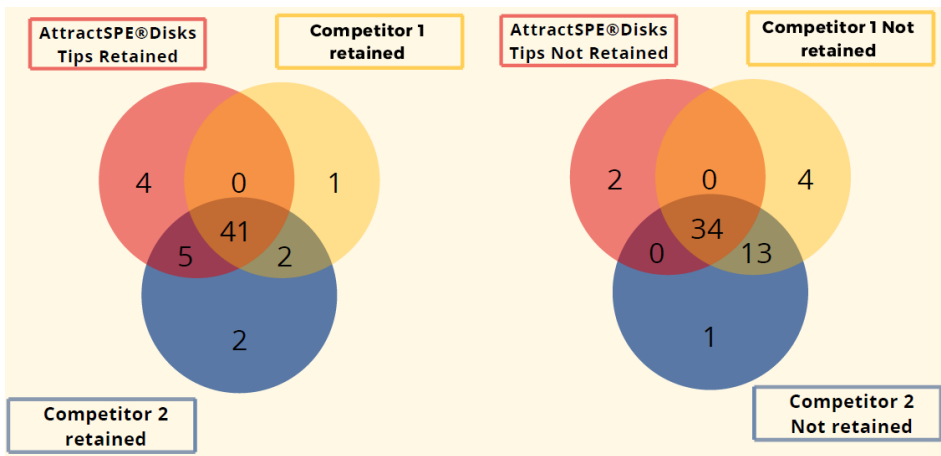 AttractSPE®Disks
Tips Retained
Competitor 1
retained
4
0
1
41
5
2
2
Competitor 2
retained
AttractSPE®Disks
Tips Not Retained
Competitor 1 Not
retained
2
0
4
34
0
13
1
Competitor 2
Not retained